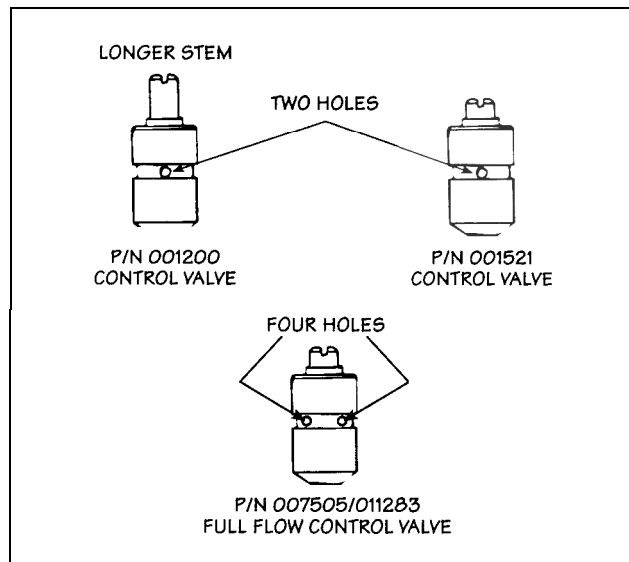 LONGER STEM
TWO HOLES
P/N 001200
CONTROL VALVE
P/N 001521
CONTROL VALVE
FOUR HOLES
P/N 007505/011283
FULL FLOW CONTROL VALVE